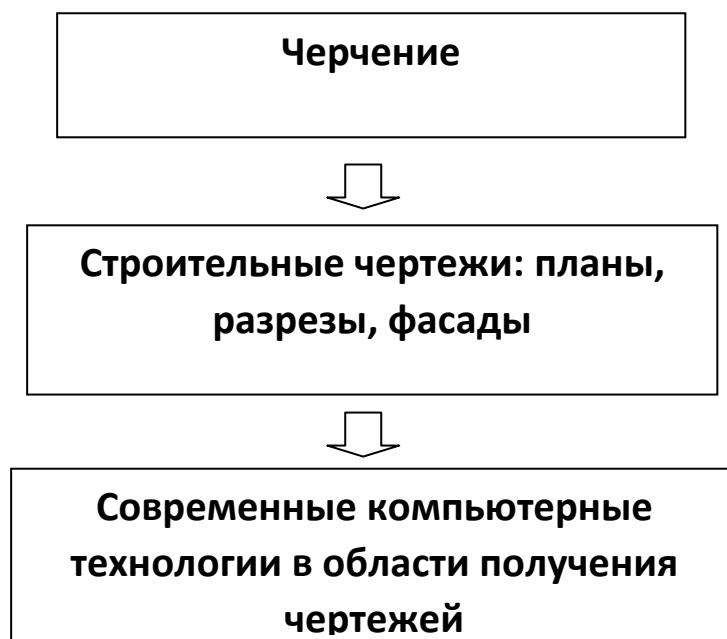 Черчение
Строительные чертежи: планы,
разрезы, фасады
Современные компьютерные
технологии в области получения
чертежей